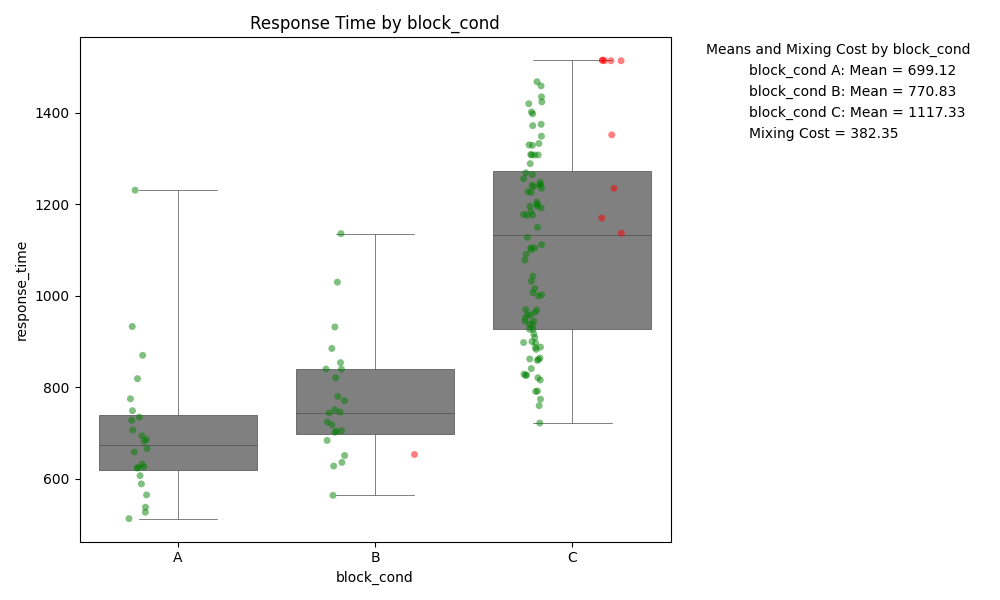 Response Time by block_cond
Means and Mixing Cost by block_cond
block_cond A: Mean = 699.12
block_cond B: Mean = 770.83
block_cond C: Mean = 1117.33
Mixing Cost = 382.35
response_time
1400
1200
1000
800
600
A B C
block_cond